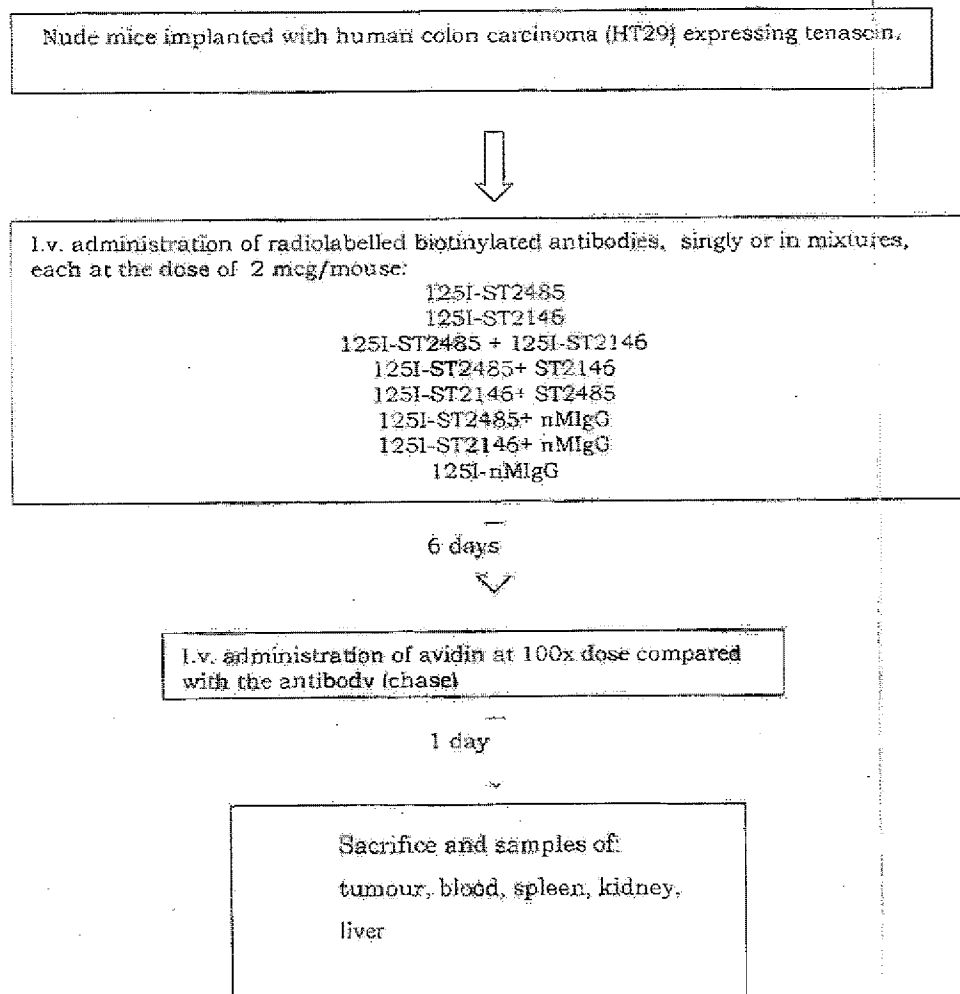 Nude mice implanted with human colon carcinoma (HT29) expressing tenascin.
I.v. administration of radiolabelled biotinylated antibodies, singly or in mixtures,
each at the dose of 2 mcg/mouse:
125I-ST2485
125I-ST2146
125I-ST2485 + 125I-ST2146
125I-ST2485+ ST2146
125I-ST2146+ ST2485
125I-ST2485+ nMIgG
125I-ST2146+ nMIgG
125I-nMIgG
6 days
I.v. administration of avidin at 100x dose compared
with the antibody (chase)
1 day
Sacrifice and samples of:
tumour, blood, spleen, kidney,
liver